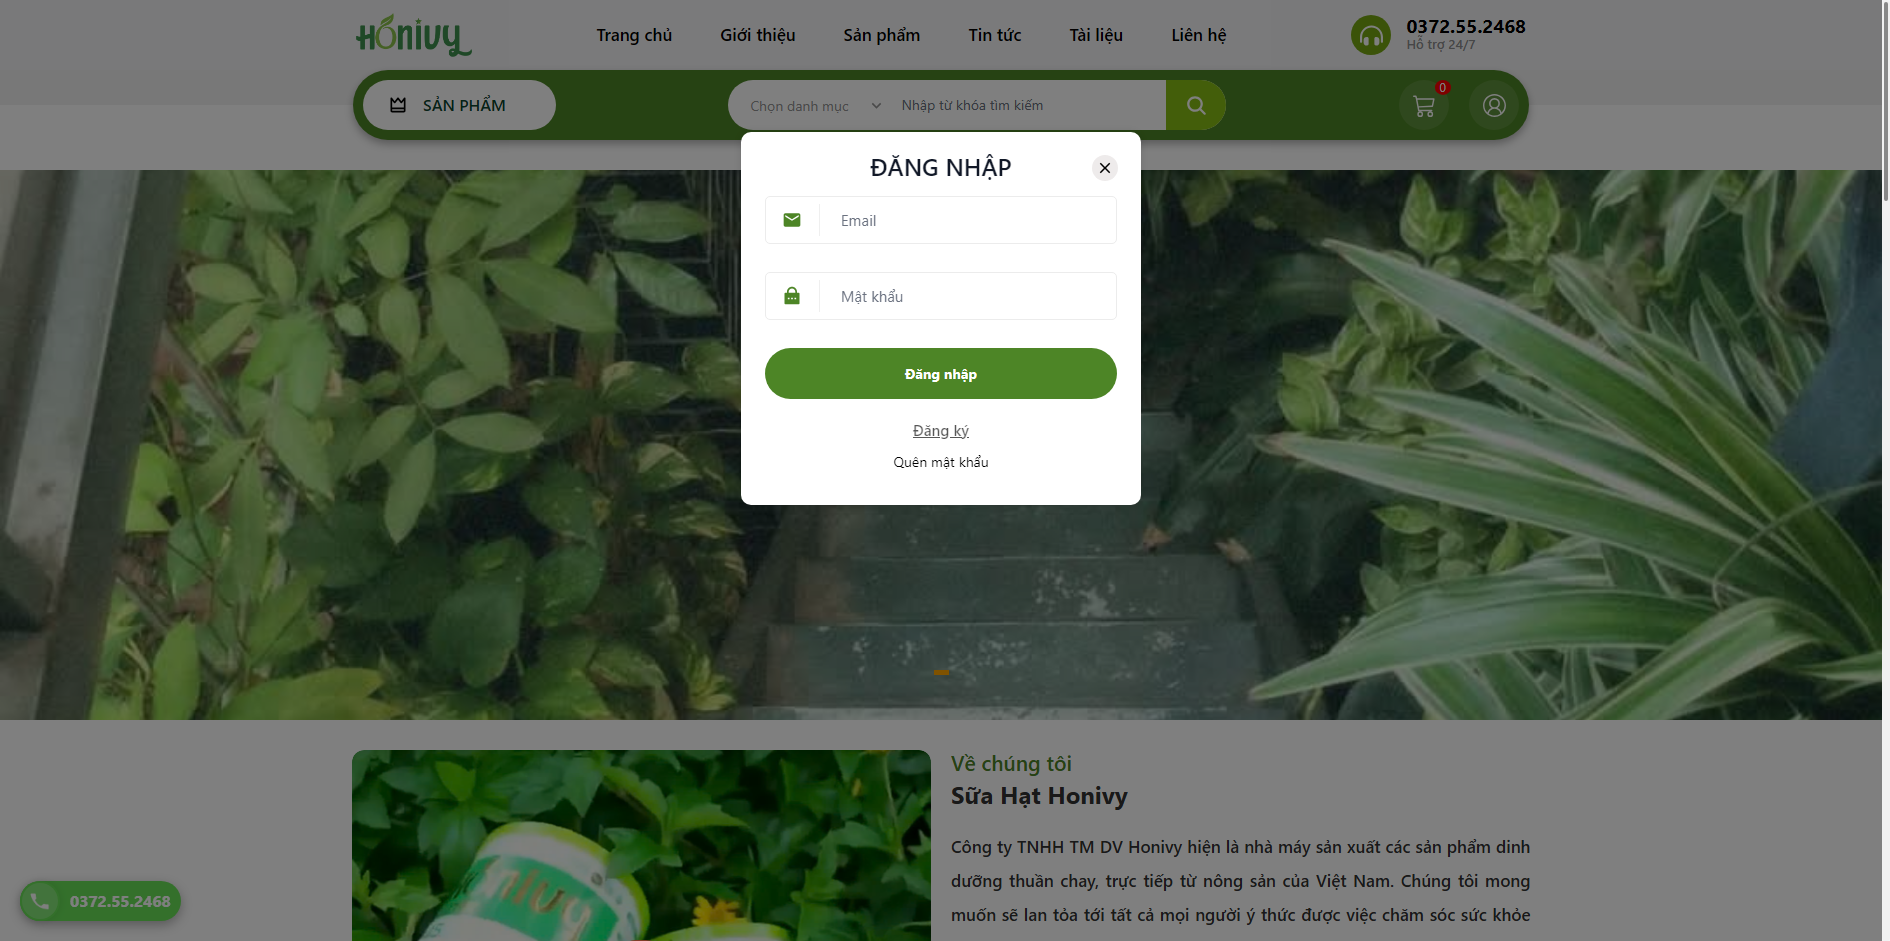 Honivy
Trang chủ
Giới thiệu
Sản phẩm
Tin tức
Tài liệu
Liên hệ
0372.55.2468
Hỗ trợ 24/7
SẢN PHẨM
Chọn danh mục
Nhập từ khóa tìm kiếm
0
ĐĂNG NHẬP
Email
Mật khẩu
Đăng nhập
Đăng ký
Quên mật khẩu
Về chúng tôi
Sữa Hạt Honivy
Công ty TNHH TM DV Honivy hiện là nhà máy sản xuất các sản phẩm dinh
dưỡng thuần chay, trực tiếp từ nông sản của Việt Nam. Chúng tôi mong
muốn sẽ lan tỏa tới tất cả mọi người ý thức được việc chăm sóc sức khỏe
0372.55.2468